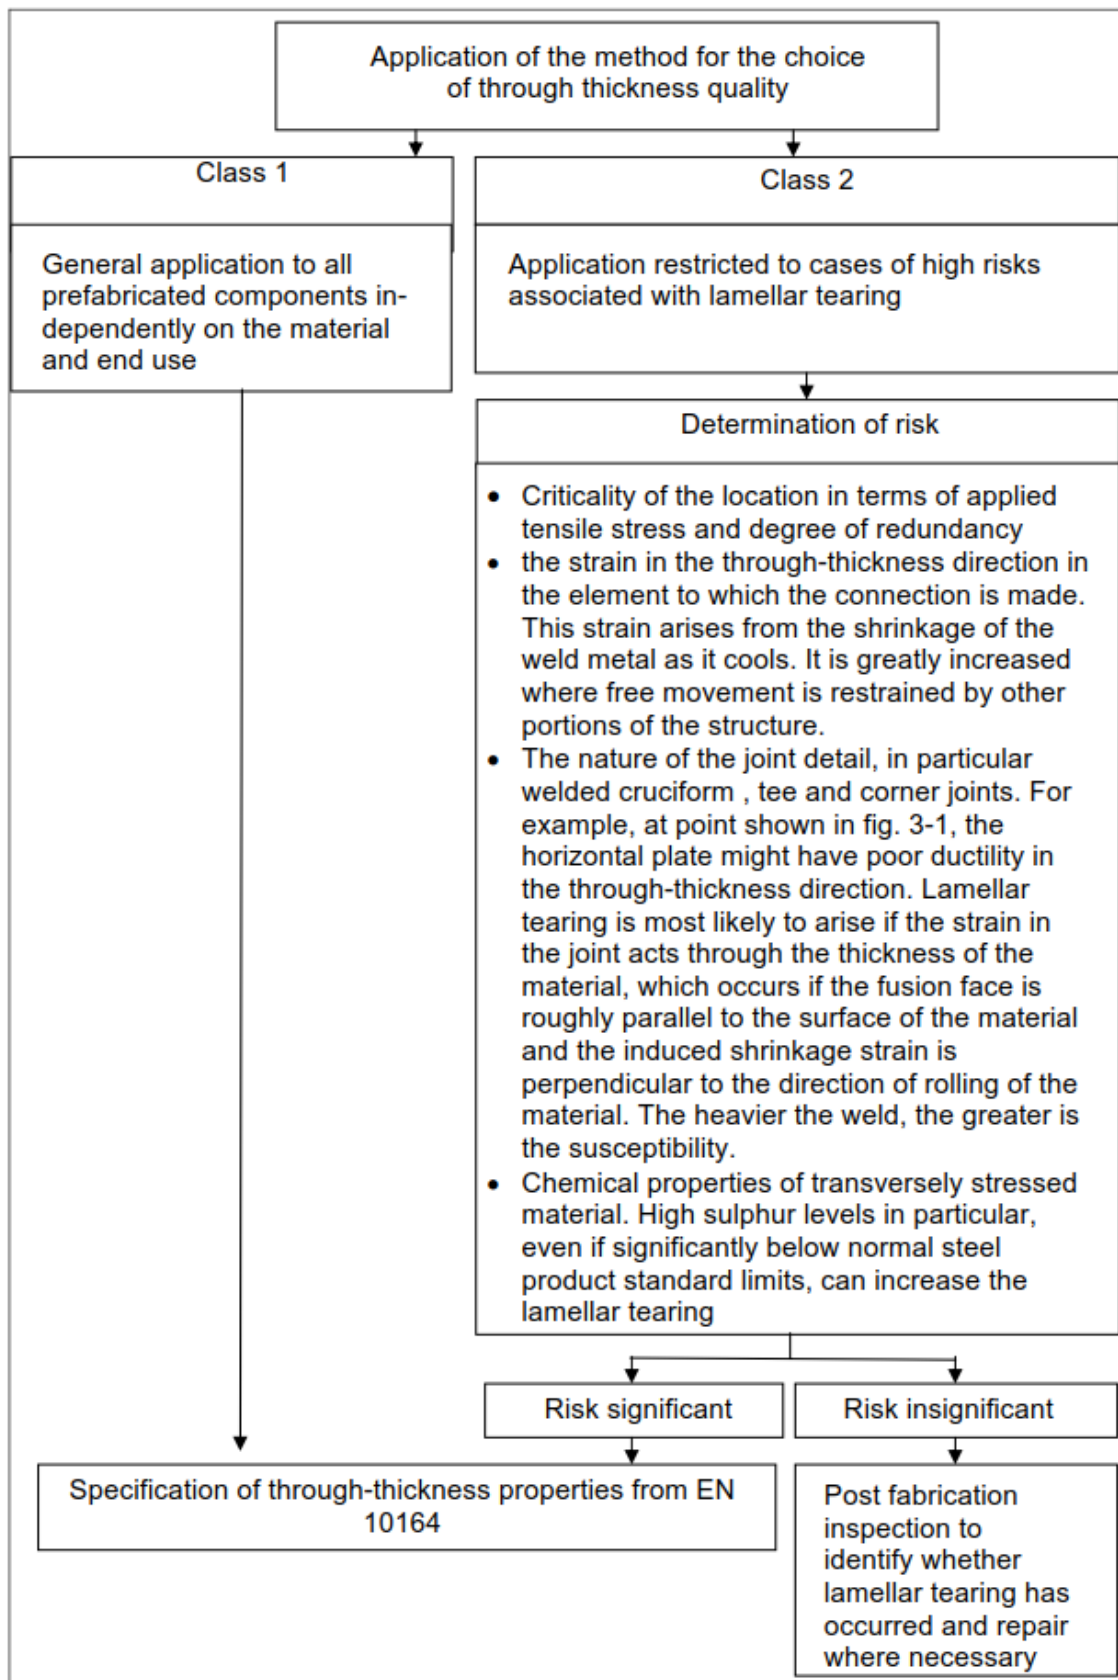 Application of the method for the choice
of through thickness quality
Class 1
General application to all
prefabricated components in-
dependently on the material
and end use
Class 2
Application restricted to cases of high risks
associated with lamellar tearing
Determination of risk
• Criticality of the location in terms of applied
tensile stress and degree of redundancy
• the strain in the through-thickness direction in
the element to which the connection is made.
This strain arises from the shrinkage of the
weld metal as it cools. It is greatly increased
where free movement is restrained by other
portions of the structure.
• The nature of the joint detail, in particular
welded cruciform , tee and corner joints. For
example, at point shown in fig. 3-1, the
horizontal plate might have poor ductility in
the through-thickness direction. Lamellar
tearing is most likely to arise if the strain in
the joint acts through the thickness of the
material, which occurs if the fusion face is
roughly parallel to the surface of the material
and the induced shrinkage strain is
perpendicular to the direction of rolling of the
material. The heavier the weld, the greater is
the susceptibility.
• Chemical properties of transversely stressed
material. High sulphur levels in particular,
even if significantly below normal steel
product standard limits, can increase the
lamellar tearing
Risk significant
Risk insignificant
Specification of through-thickness properties from EN
10164
Post fabrication
inspection to
identify whether
lamellar tearing has
occurred and repair
where necessary